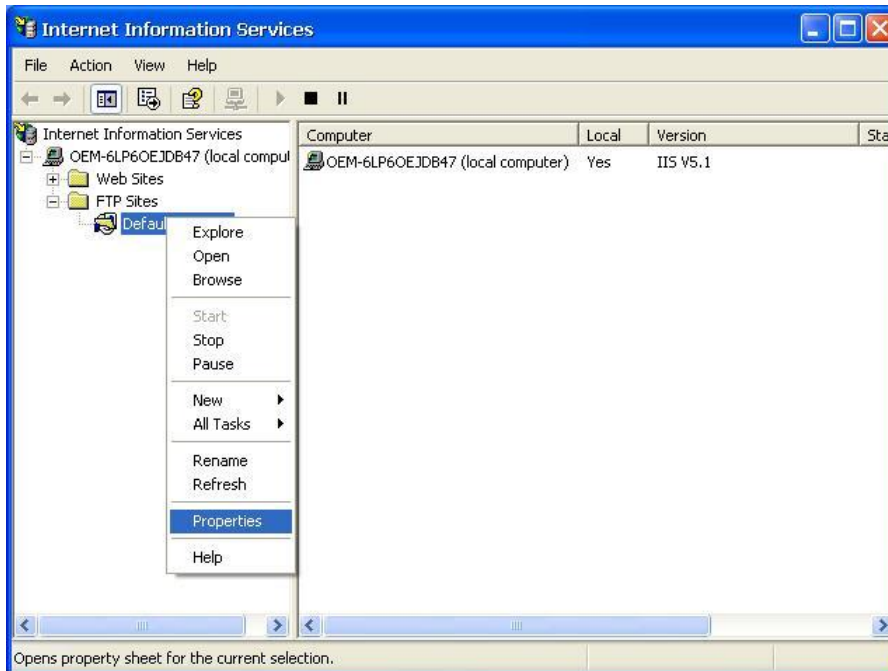 Internet Information Services
File Action View Help
Internet Information Services
OEM-6LP6OEJDB47 (local comput
Web Sites
FTP Sites
Defaul
Computer Local Version Sta
OEM-6LP6OEJDB47 (local computer) Yes IIS V5.1
Explore
Open
Browse
Start
Stop
Pause
New
All Tasks
Rename
Refresh
Properties
Help
Opens property sheet for the current selection.